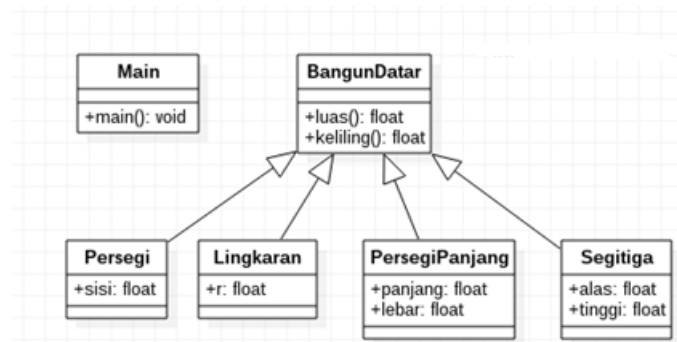 Main
+main(): void
BangunDatar
+luas(): float
+keliling(): float
Persegi
+sisi: float
Lingkaran
+r: float
PersegiPanjang
+panjang: float
+lebar: float
Segitiga
+alas: float
+tinggi: float